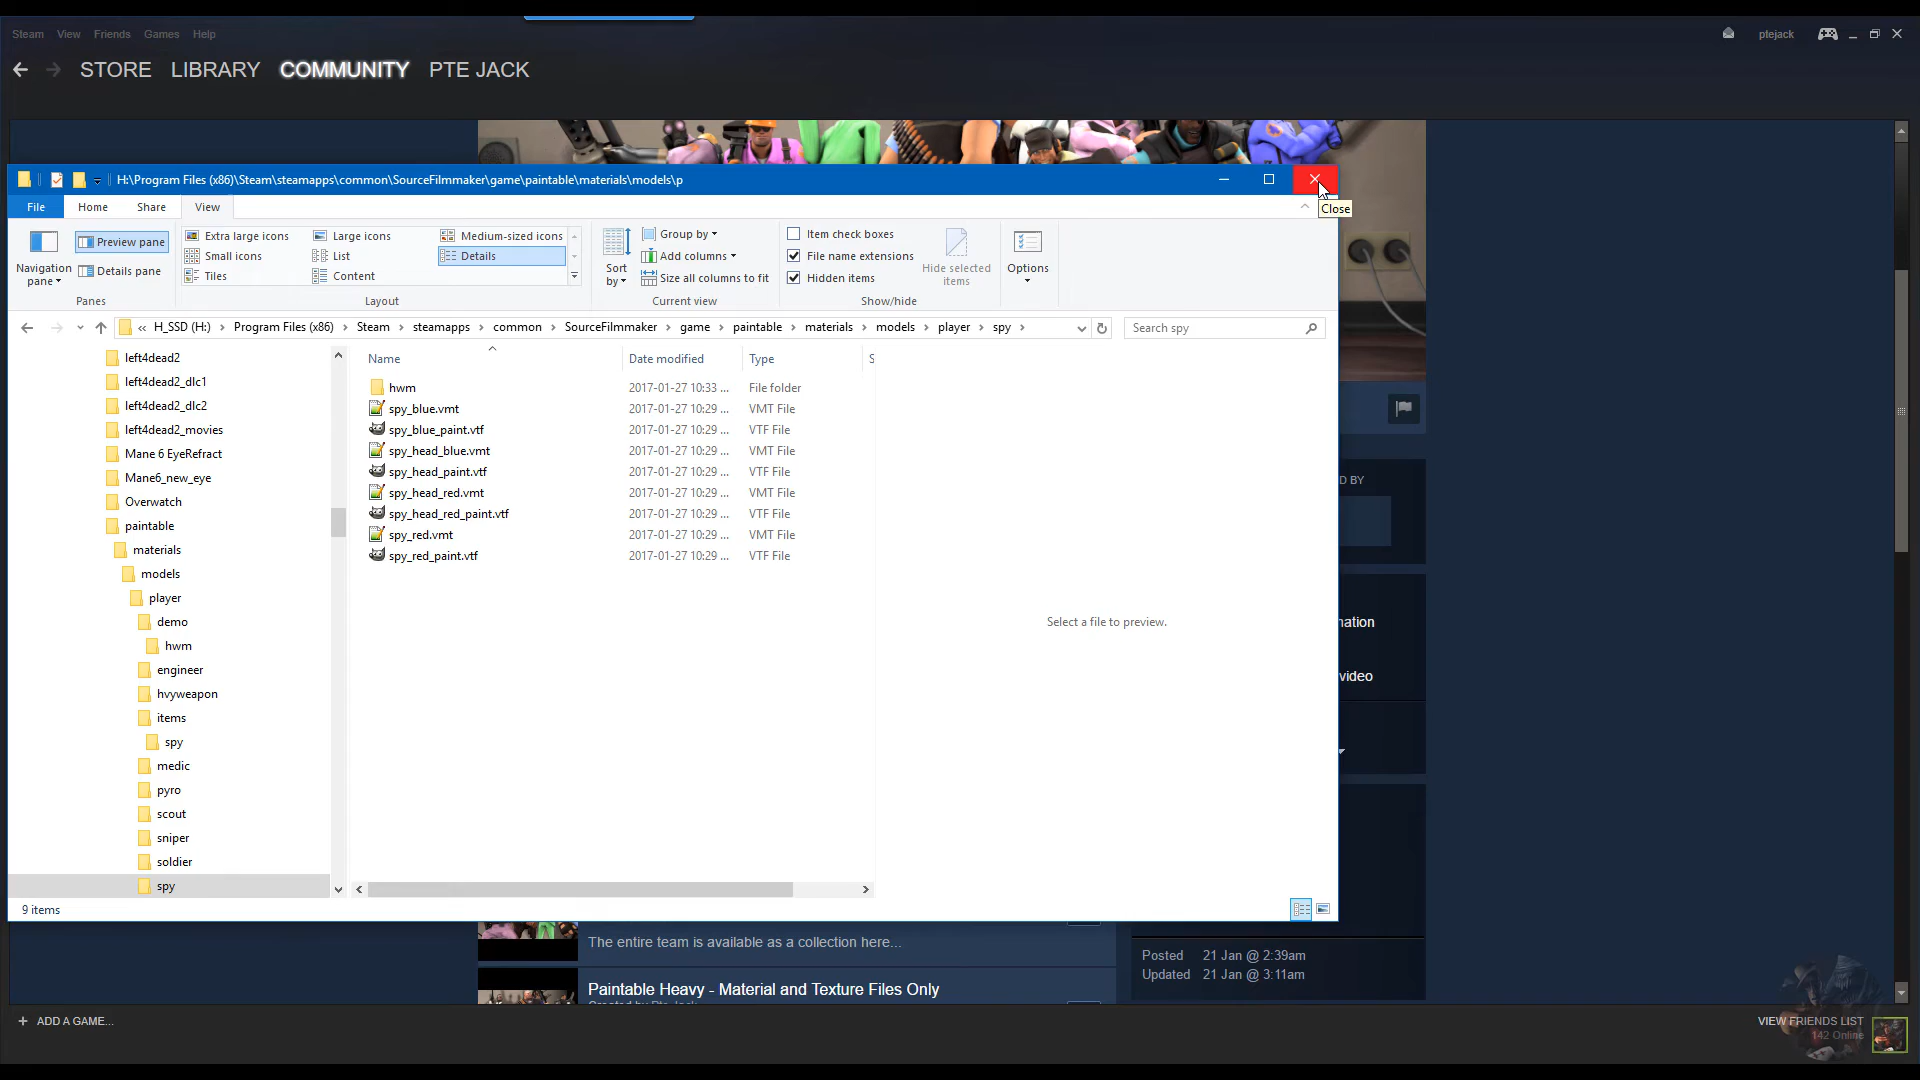 Steam View Friends Games Help
ptejack
STORE LIBRARY COMMUNITY PTE JACK
H:\Program Files (x86)\Steam\steamapps\common\SourceFilmmaker\game\paintable\materials\models\p
Close
File Home Share View
Navigation pane
Preview pane
Details pane
Panes
Extra large icons Large icons Medium-sized icons
Small icons List Details
Tiles Content
Layout
Sort by
Group by
Add columns
Size all columns to fit
Current view
Item check boxes
File name extensions
Hidden items
Hide selected items
Show/hide
Options
« H_SSD (H:) › Program Files (x86) › Steam › steamapps › common › SourceFilmmaker › game › paintable › materials › models › player › spy ›
Search spy
left4dead2
left4dead2_dlc1
left4dead2_dlc2
left4dead2_movies
Mane 6 EyeRefract
Mane6_new_eye
Overwatch
paintable
materials
models
player
demo
hwm
engineer
hvyweapon
items
spy
medic
pyro
scout
sniper
soldier
spy
Name Date modified Type S
hwm 2017-01-27 10:33 ... File folder
spy_blue.vmt 2017-01-27 10:29 ... VMT File
spy_blue_paint.vtf 2017-01-27 10:29 ... VTF File
spy_head_blue.vmt 2017-01-27 10:29 ... VMT File
spy_head_paint.vtf 2017-01-27 10:29 ... VTF File
spy_head_red.vmt 2017-01-27 10:29 ... VMT File
spy_head_red_paint.vtf 2017-01-27 10:29 ... VTF File
spy_red.vmt 2017-01-27 10:29 ... VMT File
spy_red_paint.vtf 2017-01-27 10:29 ... VTF File
Select a file to preview.
9 items
D BY
nation
video
The entire team is available as a collection here...
Paintable Heavy - Material and Texture Files Only
Created by Pte Jack
Posted 21 Jan @ 2:39am
Updated 21 Jan @ 3:11am
+ ADD A GAME...
VIEW FRIENDS LIST
142 Online